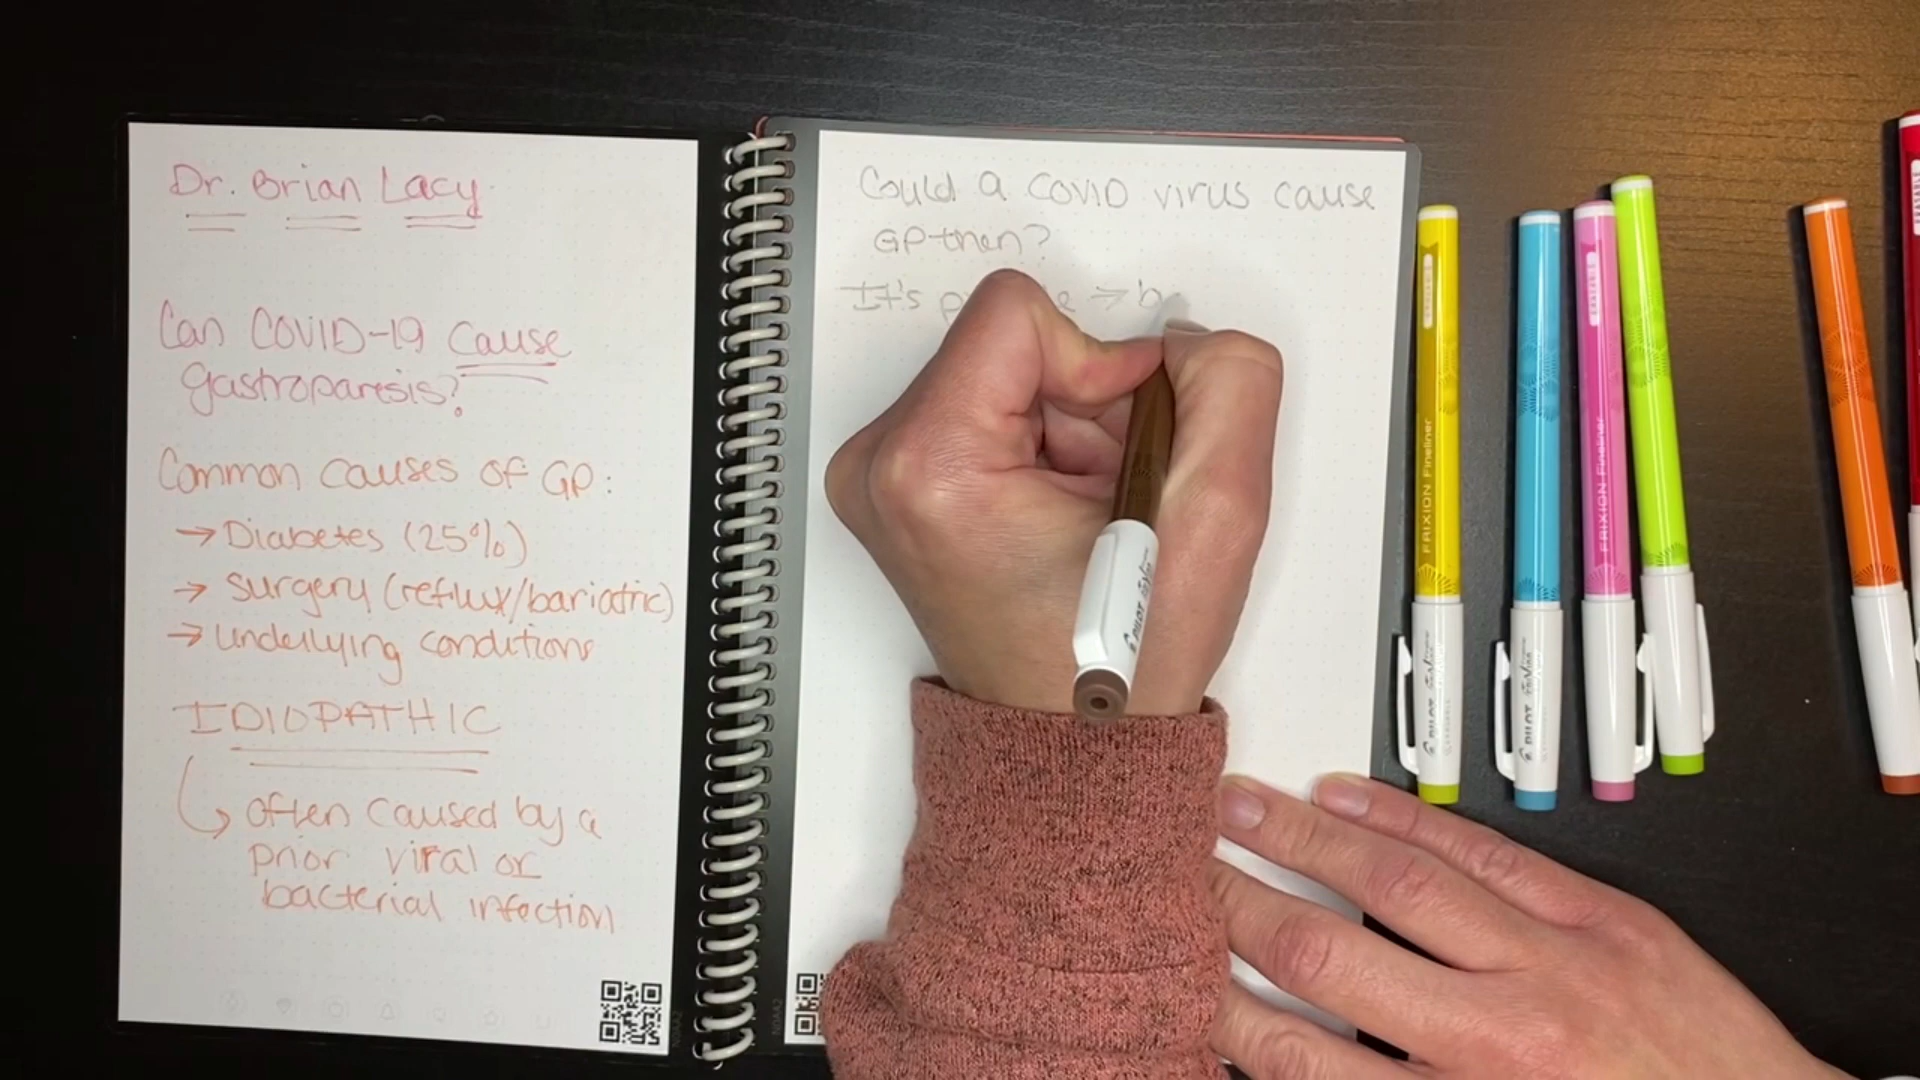 Dr. Brian Lacy
Can COVID-19 cause
gastroparesis?
Common causes of GP:
→ Diabetes (25%)
→ surgery (reflux/bariatric)
→ underlying conditions
IDIOPATHIC
often caused by a
prior viral or
bacterial infection
Could a COVID virus cause
GP then?
It's → b
FRIXION Fineliner
FRIXION Fineliner
PILOT
PILOT
PILOT